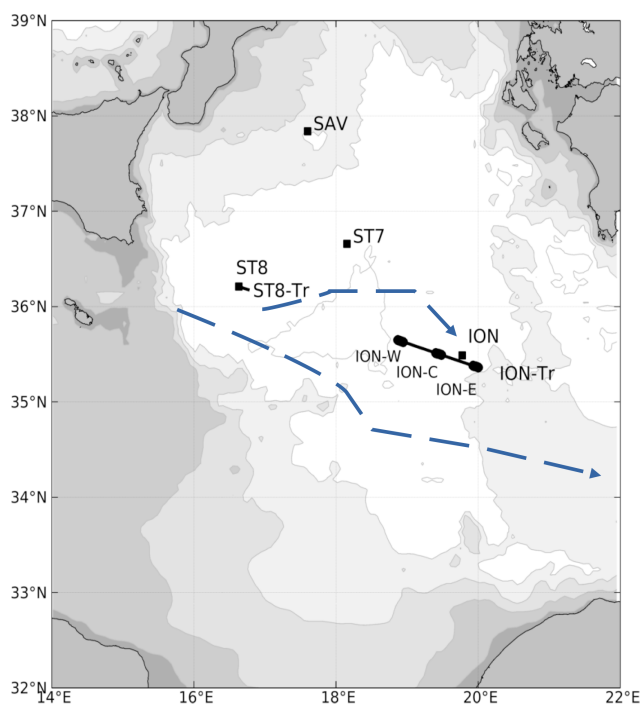 39°N
38°N
SAV
37°N
ST7
ST8
ST8-Tr
36°N
ION
ION-W
ION-C
ION-Tr
ION-E
35°N
34°N
33°N
32°N
14°E
16°E
18°E
20°E
22°E